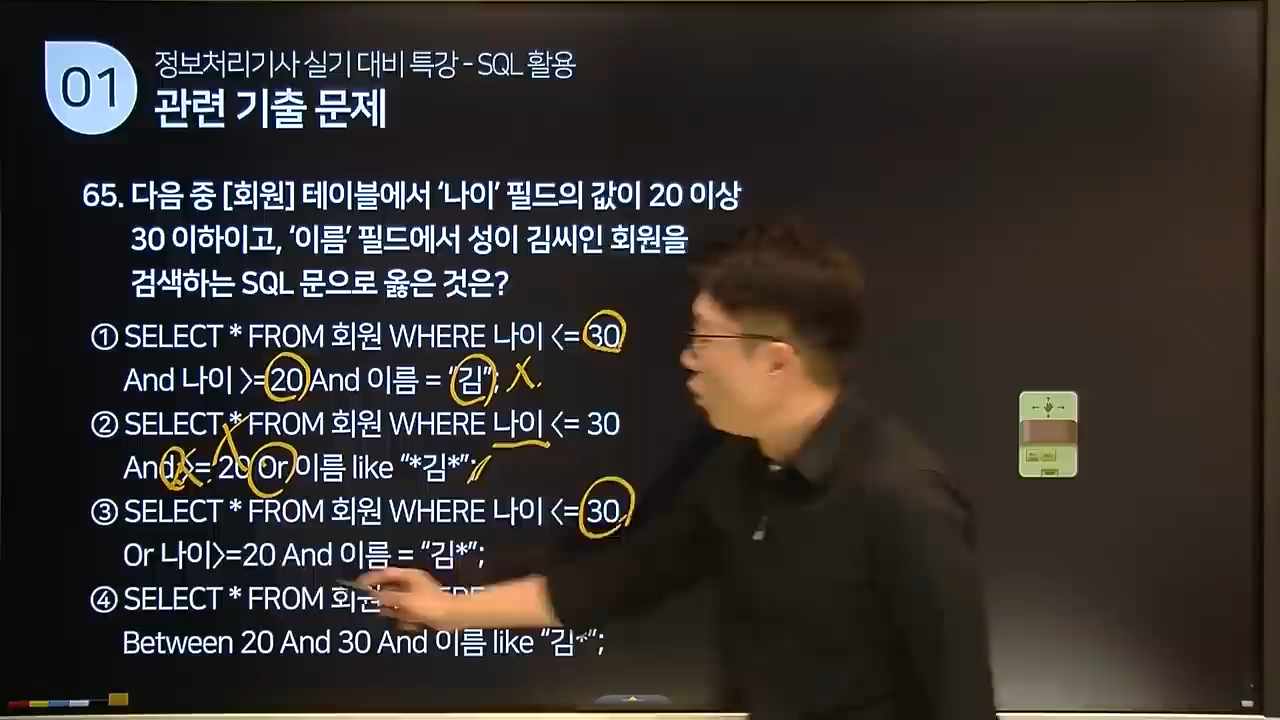 01
정보처리기사 실기 대비 특강 - SQL 활용
관련 기출 문제
65. 다음 중 [회원] 테이블에서 ‘나이’ 필드의 값이 20 이상
30 이하이고, ‘이름’ 필드에서 성이 김씨인 회원을
검색하는 SQL 문으로 옳은 것은?
① SELECT * FROM 회원 WHERE 나이 <= 30
And 나이 >=20 And 이름 = “김”; X.
② SELECT * FROM 회원 WHERE 나이 <= 30
And >= 20 Or 이름 like “*김*”;
③ SELECT * FROM 회원 WHERE 나이 <= 30
Or 나이>=20 And 이름 = “김*”;
④ SELECT * FROM 회원
Between 20 And 30 And 이름 like “김*”;